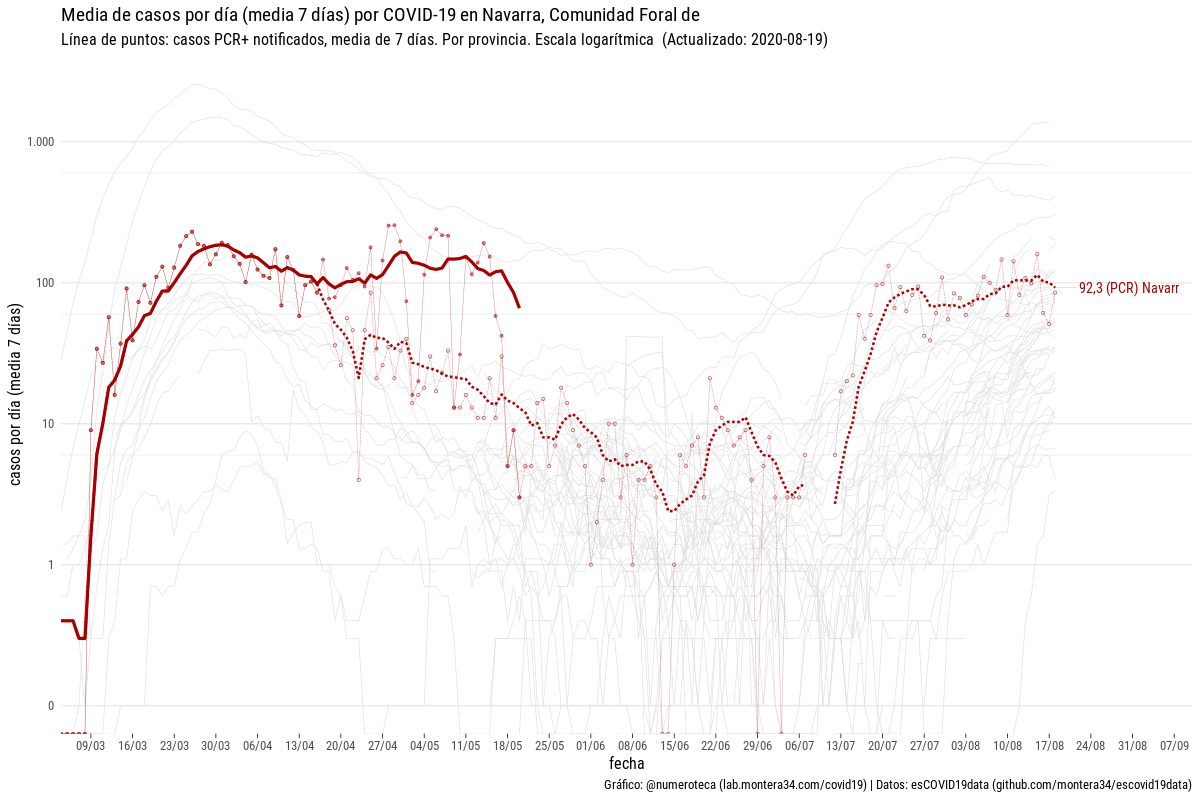 Media de casos por día (media 7 días) por COVID-19 en Navarra, Comunidad Foral de
Línea de puntos: casos PCR+ notificados, media de 7 días. Por provincia. Escala logarítmica  (Actualizado: 2020-08-19)
casos por día (media 7 días)
1.000
100
10
1
0
92,3 (PCR) Navarr
09/03 16/03 23/03 30/03 06/04 13/04 20/04 27/04 04/05 11/05 18/05 25/05 01/06 08/06 15/06 22/06 29/06 06/07 13/07 20/07 27/07 03/08 10/08 17/08 24/08 31/08 07/09
fecha
Gráfico: @numeroteca (lab.montera34.com/covid19) | Datos: esCOVID19data (github.com/montera34/escovid19data)